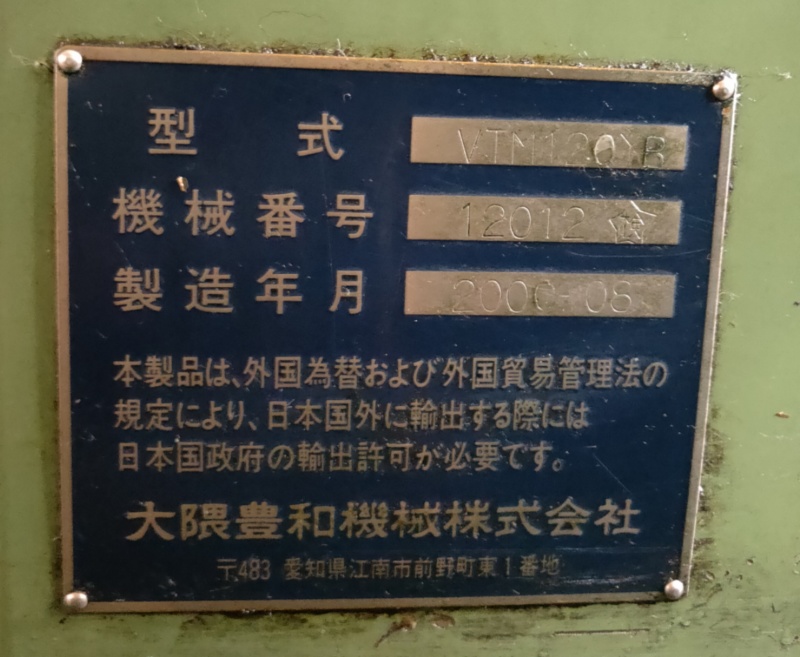 型式 VTM120YB
機械番号 12012
製造年月 2000-08
本製品は、外国為替および外国貿易管理法の
規定により、日本国外に輸出する際には
日本国政府の輸出許可が必要です。
大隈豊和機械株式会社
〒483 愛知県江南市前野町東1番地